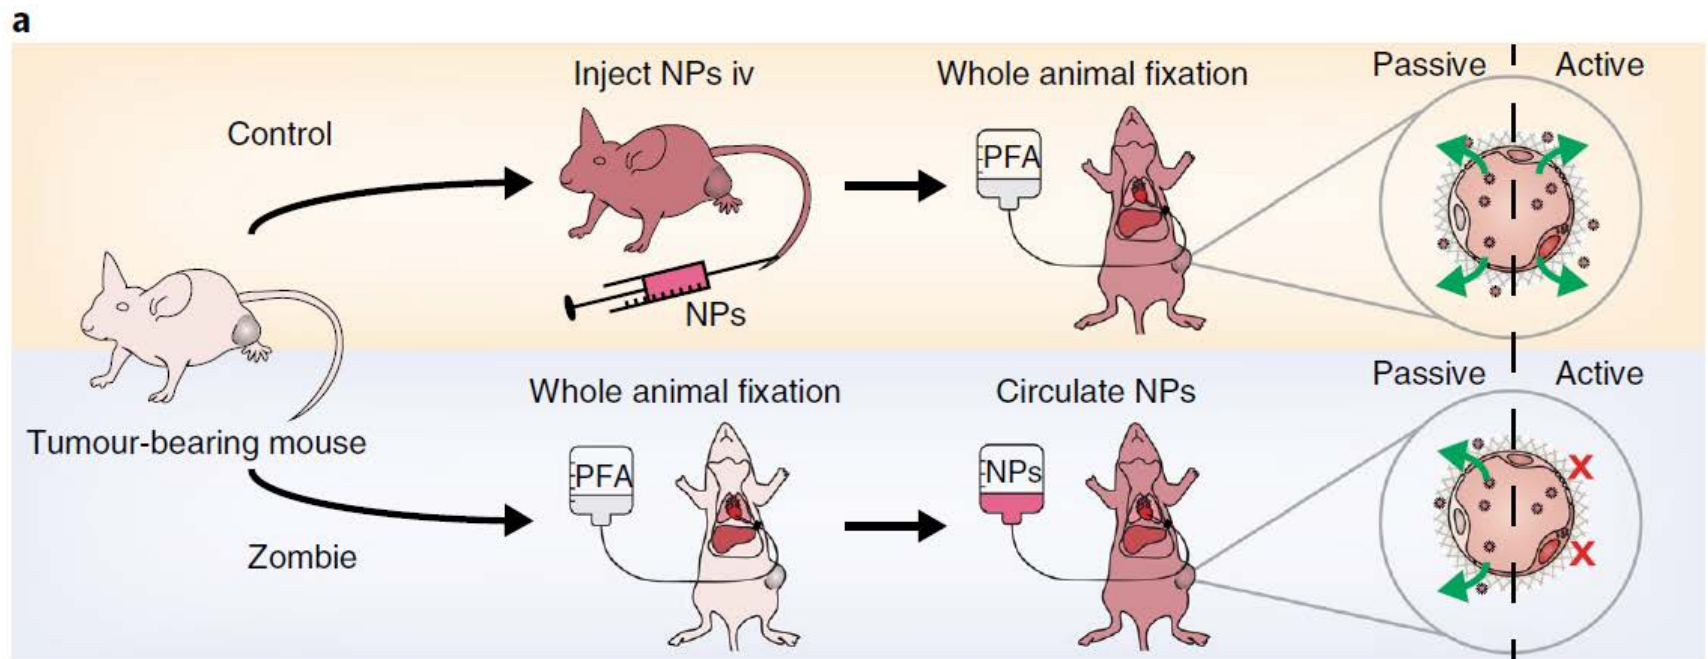 a
Control
Inject NPs iv
NPs
Whole animal fixation
PFA
Passive
Active
Tumour-bearing mouse
Zombie
Whole animal fixation
PFA
Circulate NPs
NPs
Passive
Active
X
X